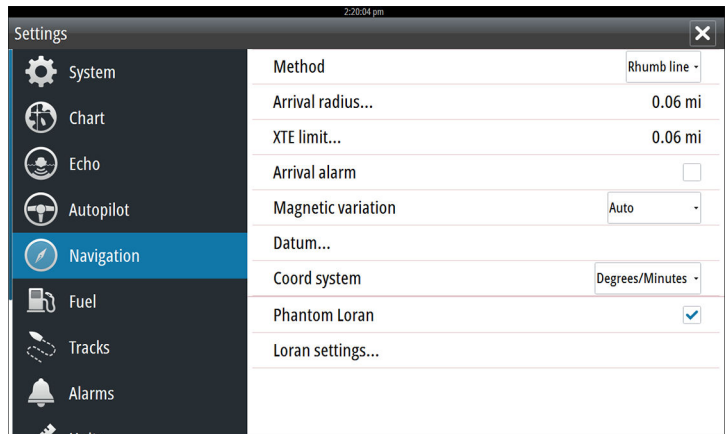 2:20:04 pm
Settings
System
Chart
Echo
Autopilot
Navigation
Fuel
Tracks
Alarms
Method Rhumb line
Arrival radius... 0.06 mi
XTE limit... 0.06 mi
Arrival alarm
Magnetic variation Auto
Datum...
Coord system Degrees/Minutes
Phantom Loran
Loran settings...